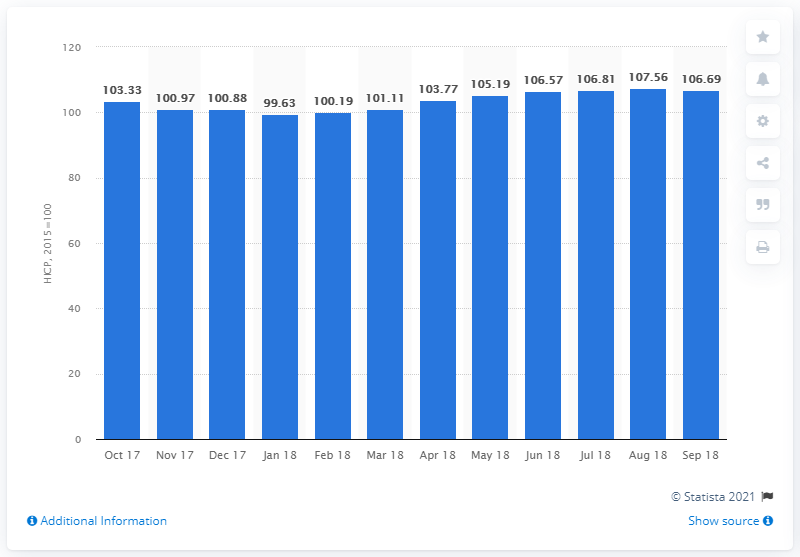 120
100
80
60
40
20
0
HICP, 2015=100
103.33
100.97
100.88
99.63
100.19
101.11
103.77
105.19
106.57
106.81
107.56
106.69
Oct 17
Nov 17
Dec 17
Jan 18
Feb 18
Mar 18
Apr 18
May 18
Jun 18
Jul 18
Aug 18
Sep 18
© Statista 2021
Additional Information
Show source